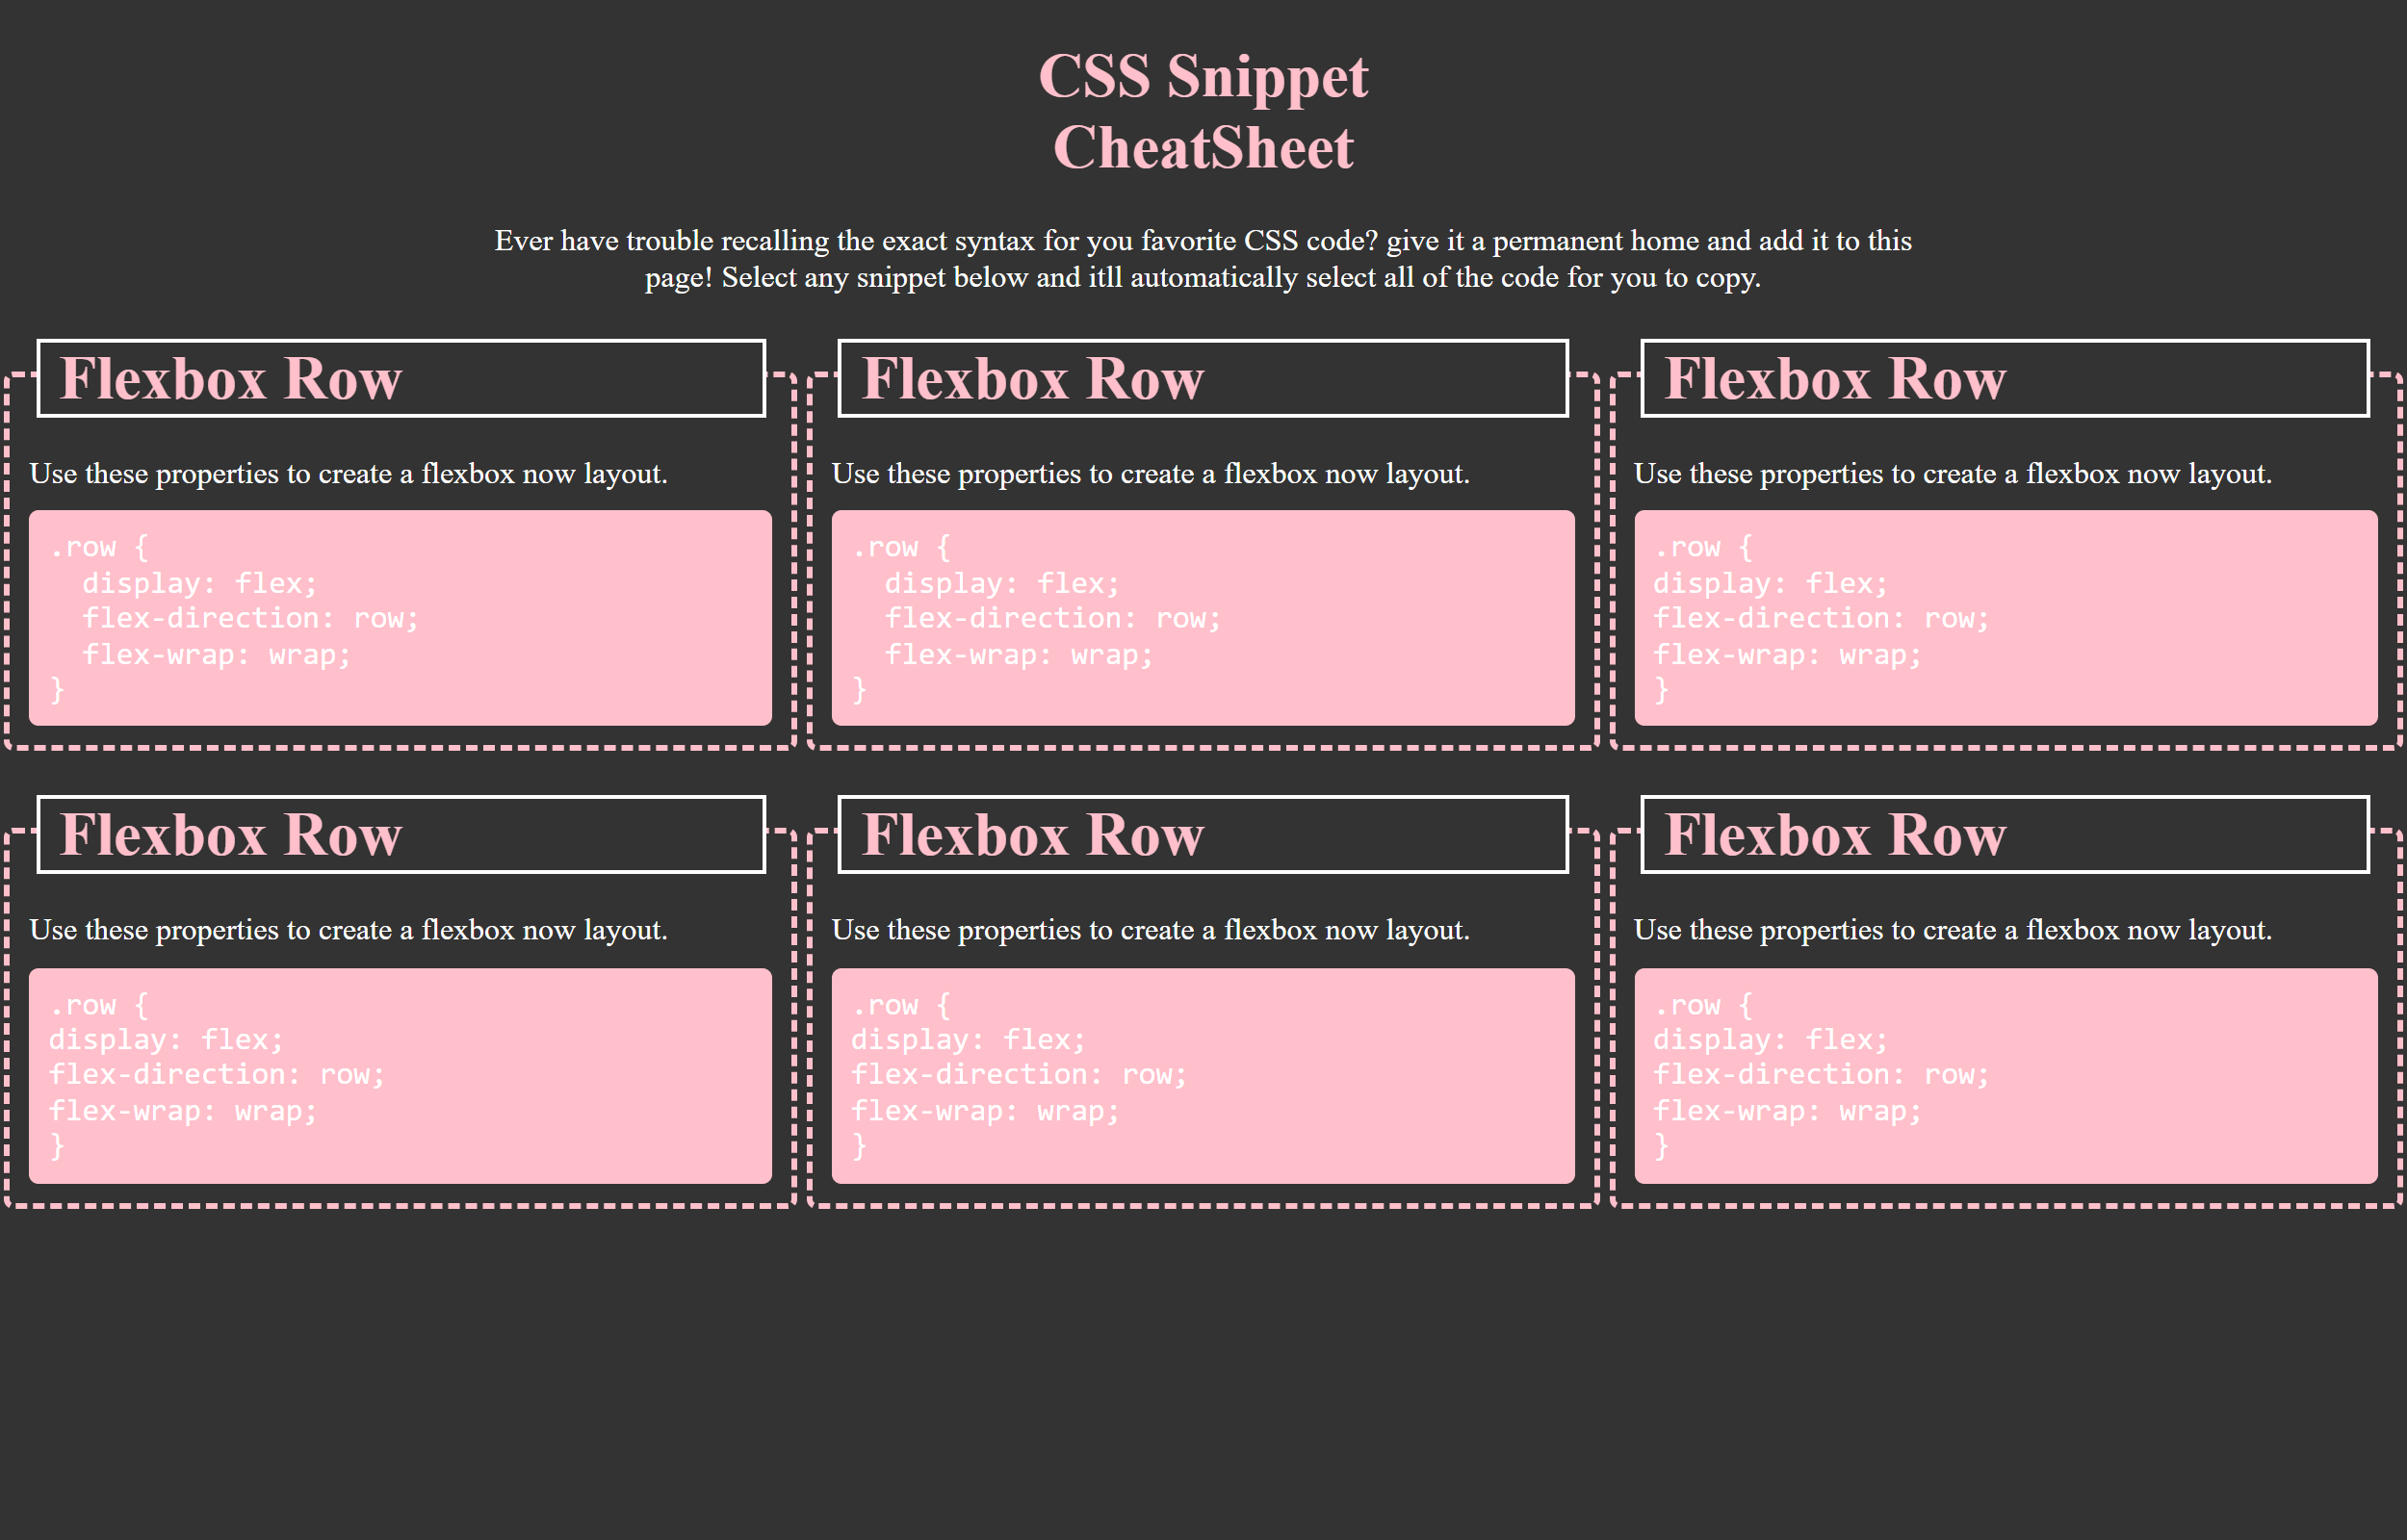 CSS Snippet
CheatSheet
Ever have trouble recalling the exact syntax for you favorite CSS code? give it a permanent home and add it to this
page! Select any snippet below and itll automatically select all of the code for you to copy.
Flexbox Row
Use these properties to create a flexbox now layout.
.row {
  display: flex;
  flex-direction: row;
  flex-wrap: wrap;
}
Flexbox Row
Use these properties to create a flexbox now layout.
.row {
  display: flex;
  flex-direction: row;
  flex-wrap: wrap;
}
Flexbox Row
Use these properties to create a flexbox now layout.
.row {
display: flex;
flex-direction: row;
flex-wrap: wrap;
}
Flexbox Row
Use these properties to create a flexbox now layout.
.row {
display: flex;
flex-direction: row;
flex-wrap: wrap;
}
Flexbox Row
Use these properties to create a flexbox now layout.
.row {
display: flex;
flex-direction: row;
flex-wrap: wrap;
}
Flexbox Row
Use these properties to create a flexbox now layout.
.row {
display: flex;
flex-direction: row;
flex-wrap: wrap;
}